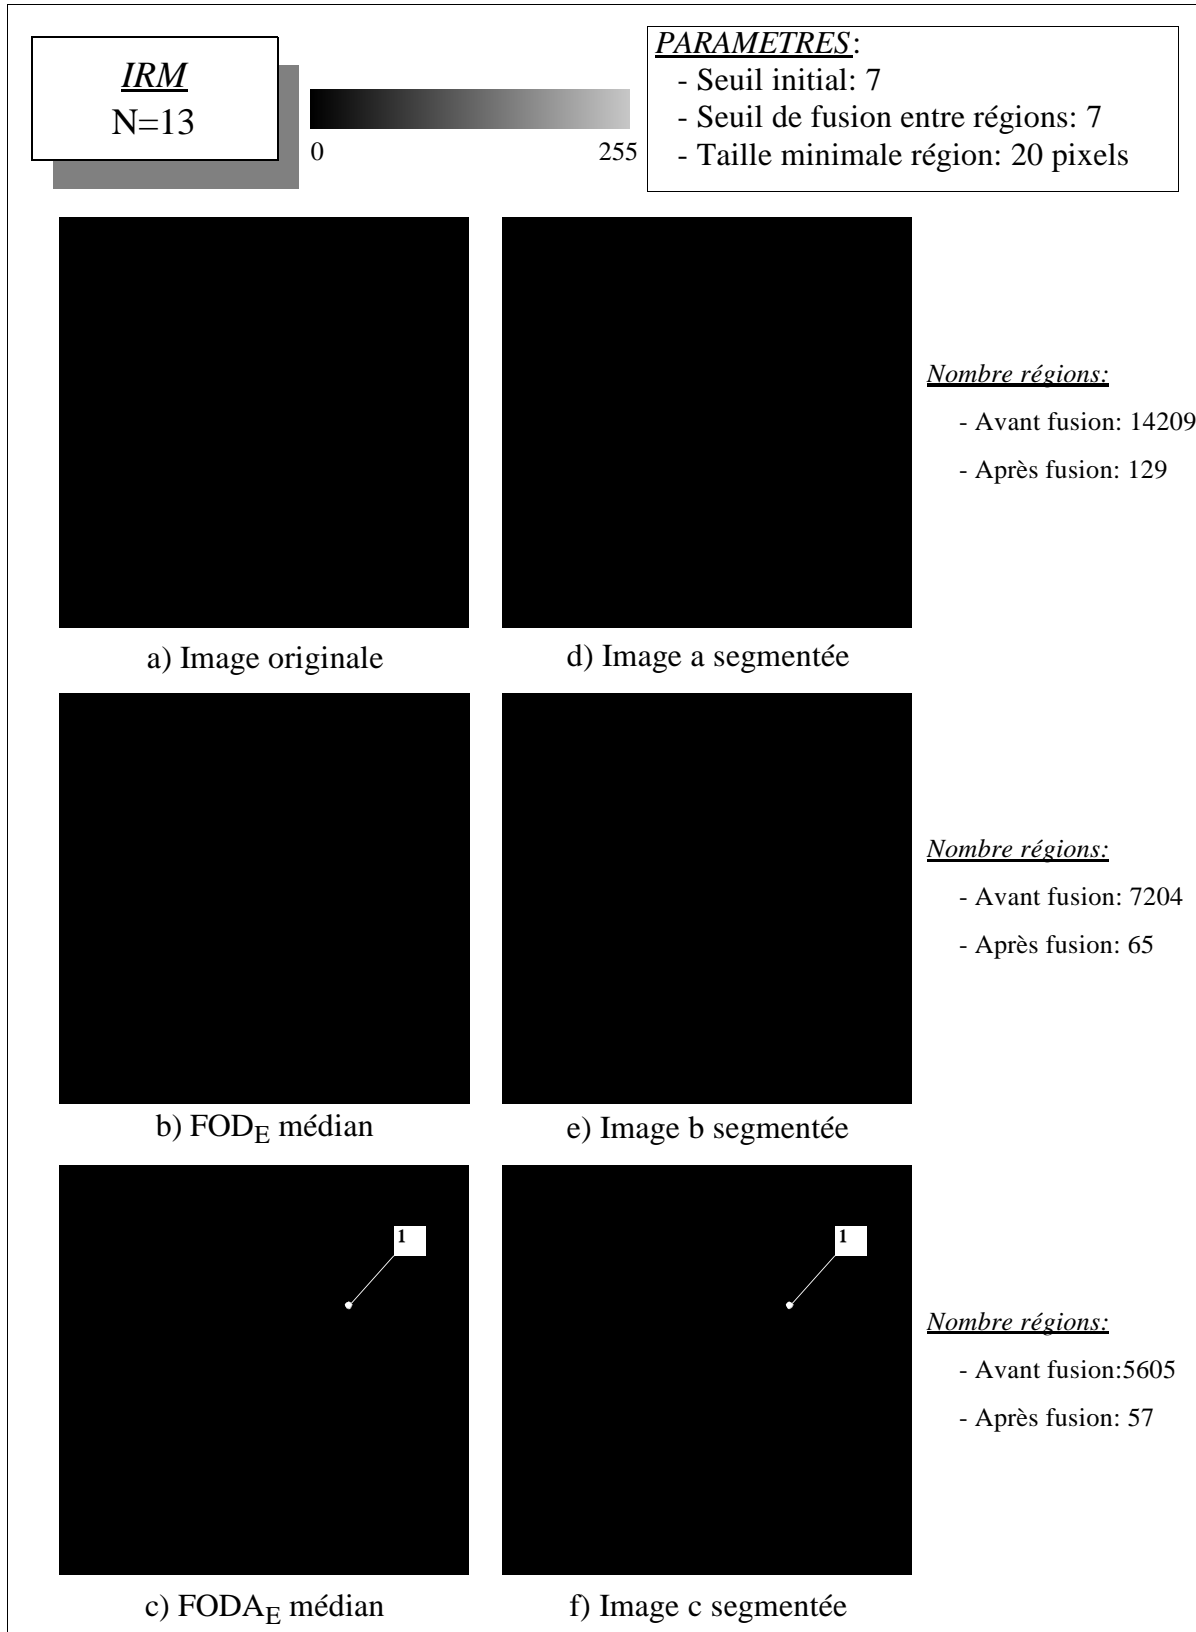 IRM
N=13
0
255
PARAMETRES:
- Seuil initial: 7
- Seuil de fusion entre régions: 7
- Taille minimale région: 20 pixels
a) Image originale
d) Image a segmentée
Nombre régions:
- Avant fusion: 14209
- Après fusion: 129
b) FODE médian
e) Image b segmentée
Nombre régions:
- Avant fusion: 7204
- Après fusion: 65
1
1
c) FODAE médian
f) Image c segmentée
Nombre régions:
- Avant fusion:5605
- Après fusion: 57